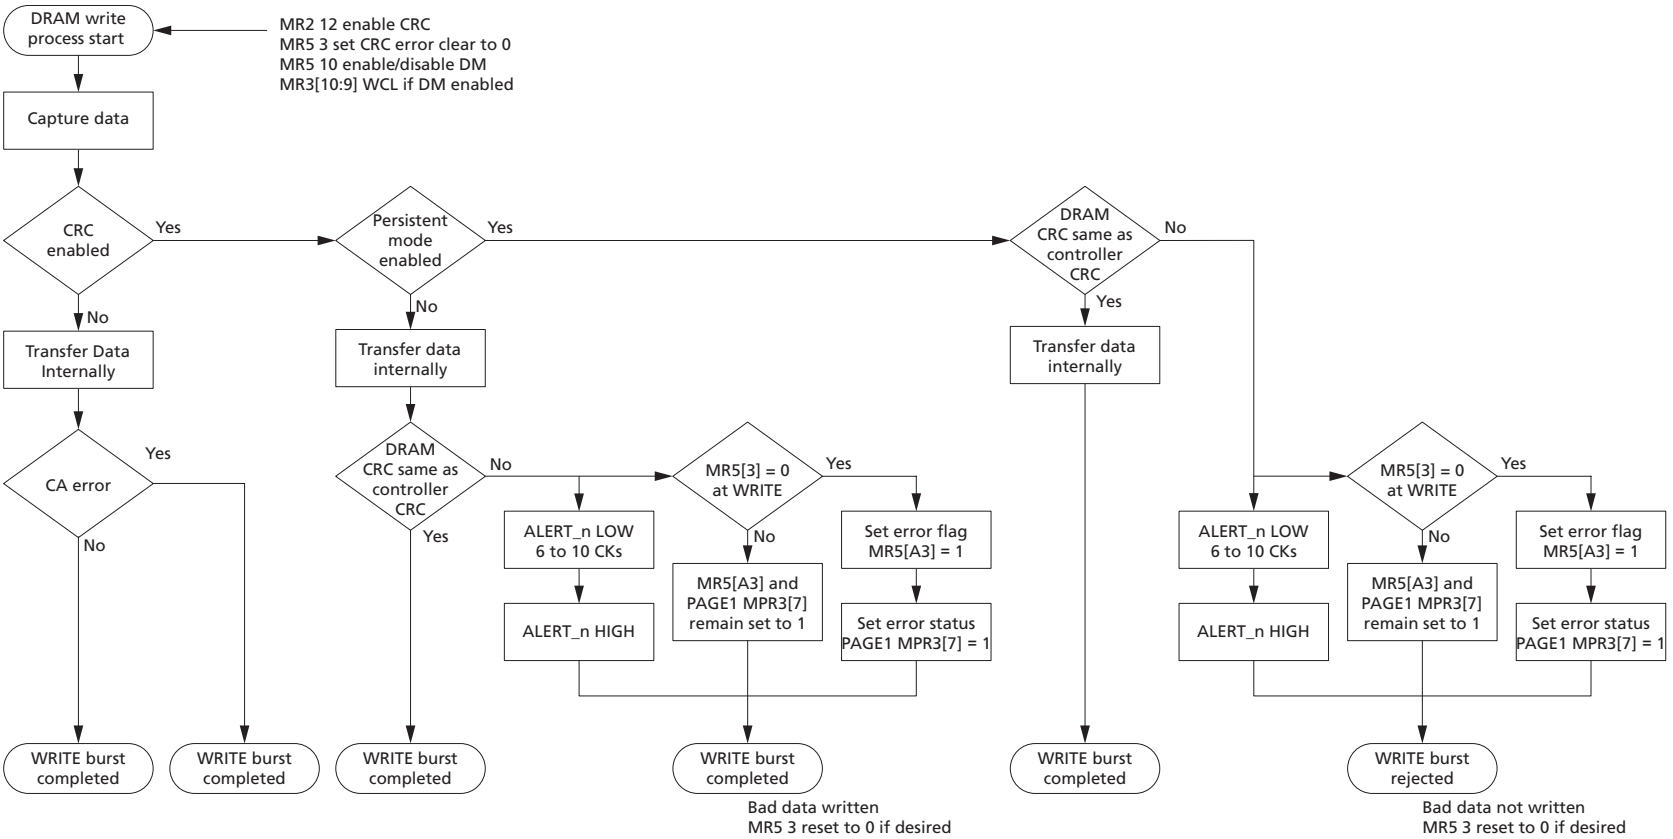 DRAM write
process start
MR2 12 enable CRC
MR5 3 set CRC error clear to 0
MR5 10 enable/disable DM
MR3[10:9] WCL if DM enabled
Capture data
CRC
enabled
Yes
Persistent
mode
enabled
Yes
DRAM
CRC same as
controller
CRC
No
No
No
Yes
Transfer Data
Internally
Transfer data
internally
Transfer data
internally
CA error
Yes
No
DRAM
CRC same as
controller
CRC
No
Yes
MR5[3] = 0
at WRITE
Yes
No
ALERT_n LOW
6 to 10 CKs
Set error flag
MR5[A3] = 1
MR5[A3] and
PAGE1 MPR3[7]
remain set to 1
ALERT_n HIGH
Set error status
PAGE1 MPR3[7] = 1
MR5[3] = 0
at WRITE
Yes
No
ALERT_n LOW
6 to 10 CKs
Set error flag
MR5[A3] = 1
MR5[A3] and
PAGE1 MPR3[7]
remain set to 1
ALERT_n HIGH
Set error status
PAGE1 MPR3[7] = 1
WRITE burst
completed
WRITE burst
completed
WRITE burst
completed
WRITE burst
completed
Bad data written
MR5 3 reset to 0 if desired
WRITE burst
completed
WRITE burst
rejected
Bad data not written
MR5 3 reset to 0 if desired